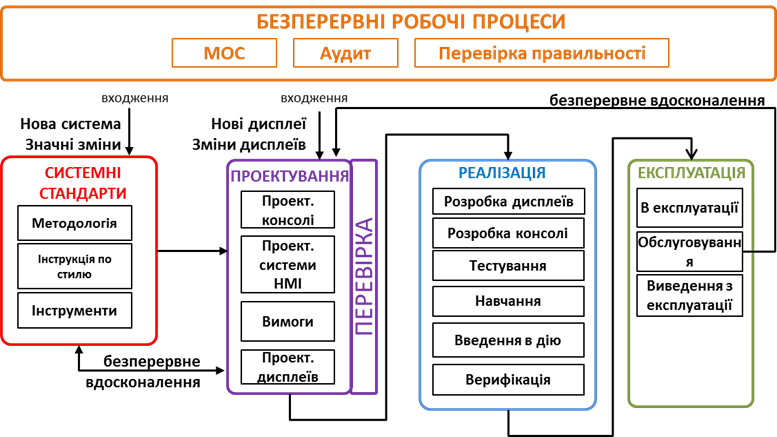 БЕЗПЕРЕРВНІ РОБОЧІ ПРОЦЕСИ
МОС
Аудит
Перевірка правильності
входження
Нова система
Значні зміни
входження
Нові дисплеї
Зміни дисплеїв
безперервне вдосконалення
СИСТЕМНІ
СТАНДАРТИ
Методологія
Інструкція по
стилю
Інструменти
безперервне
вдосконалення
ПРОЕКТУВАННЯ
Проект.
консолі
Проект.
системи
HMI
Вимоги
Проект.
дисплеїв
ПЕРЕВІРКА
РЕАЛІЗАЦІЯ
Розробка дисплеїв
Розробка консолі
Тестування
Навчання
Введення в дію
Верифікація
ЕКСПЛУАТАЦІЯ
В експлуатації
Обслуговуванн
я
Виведення з
експлуатації